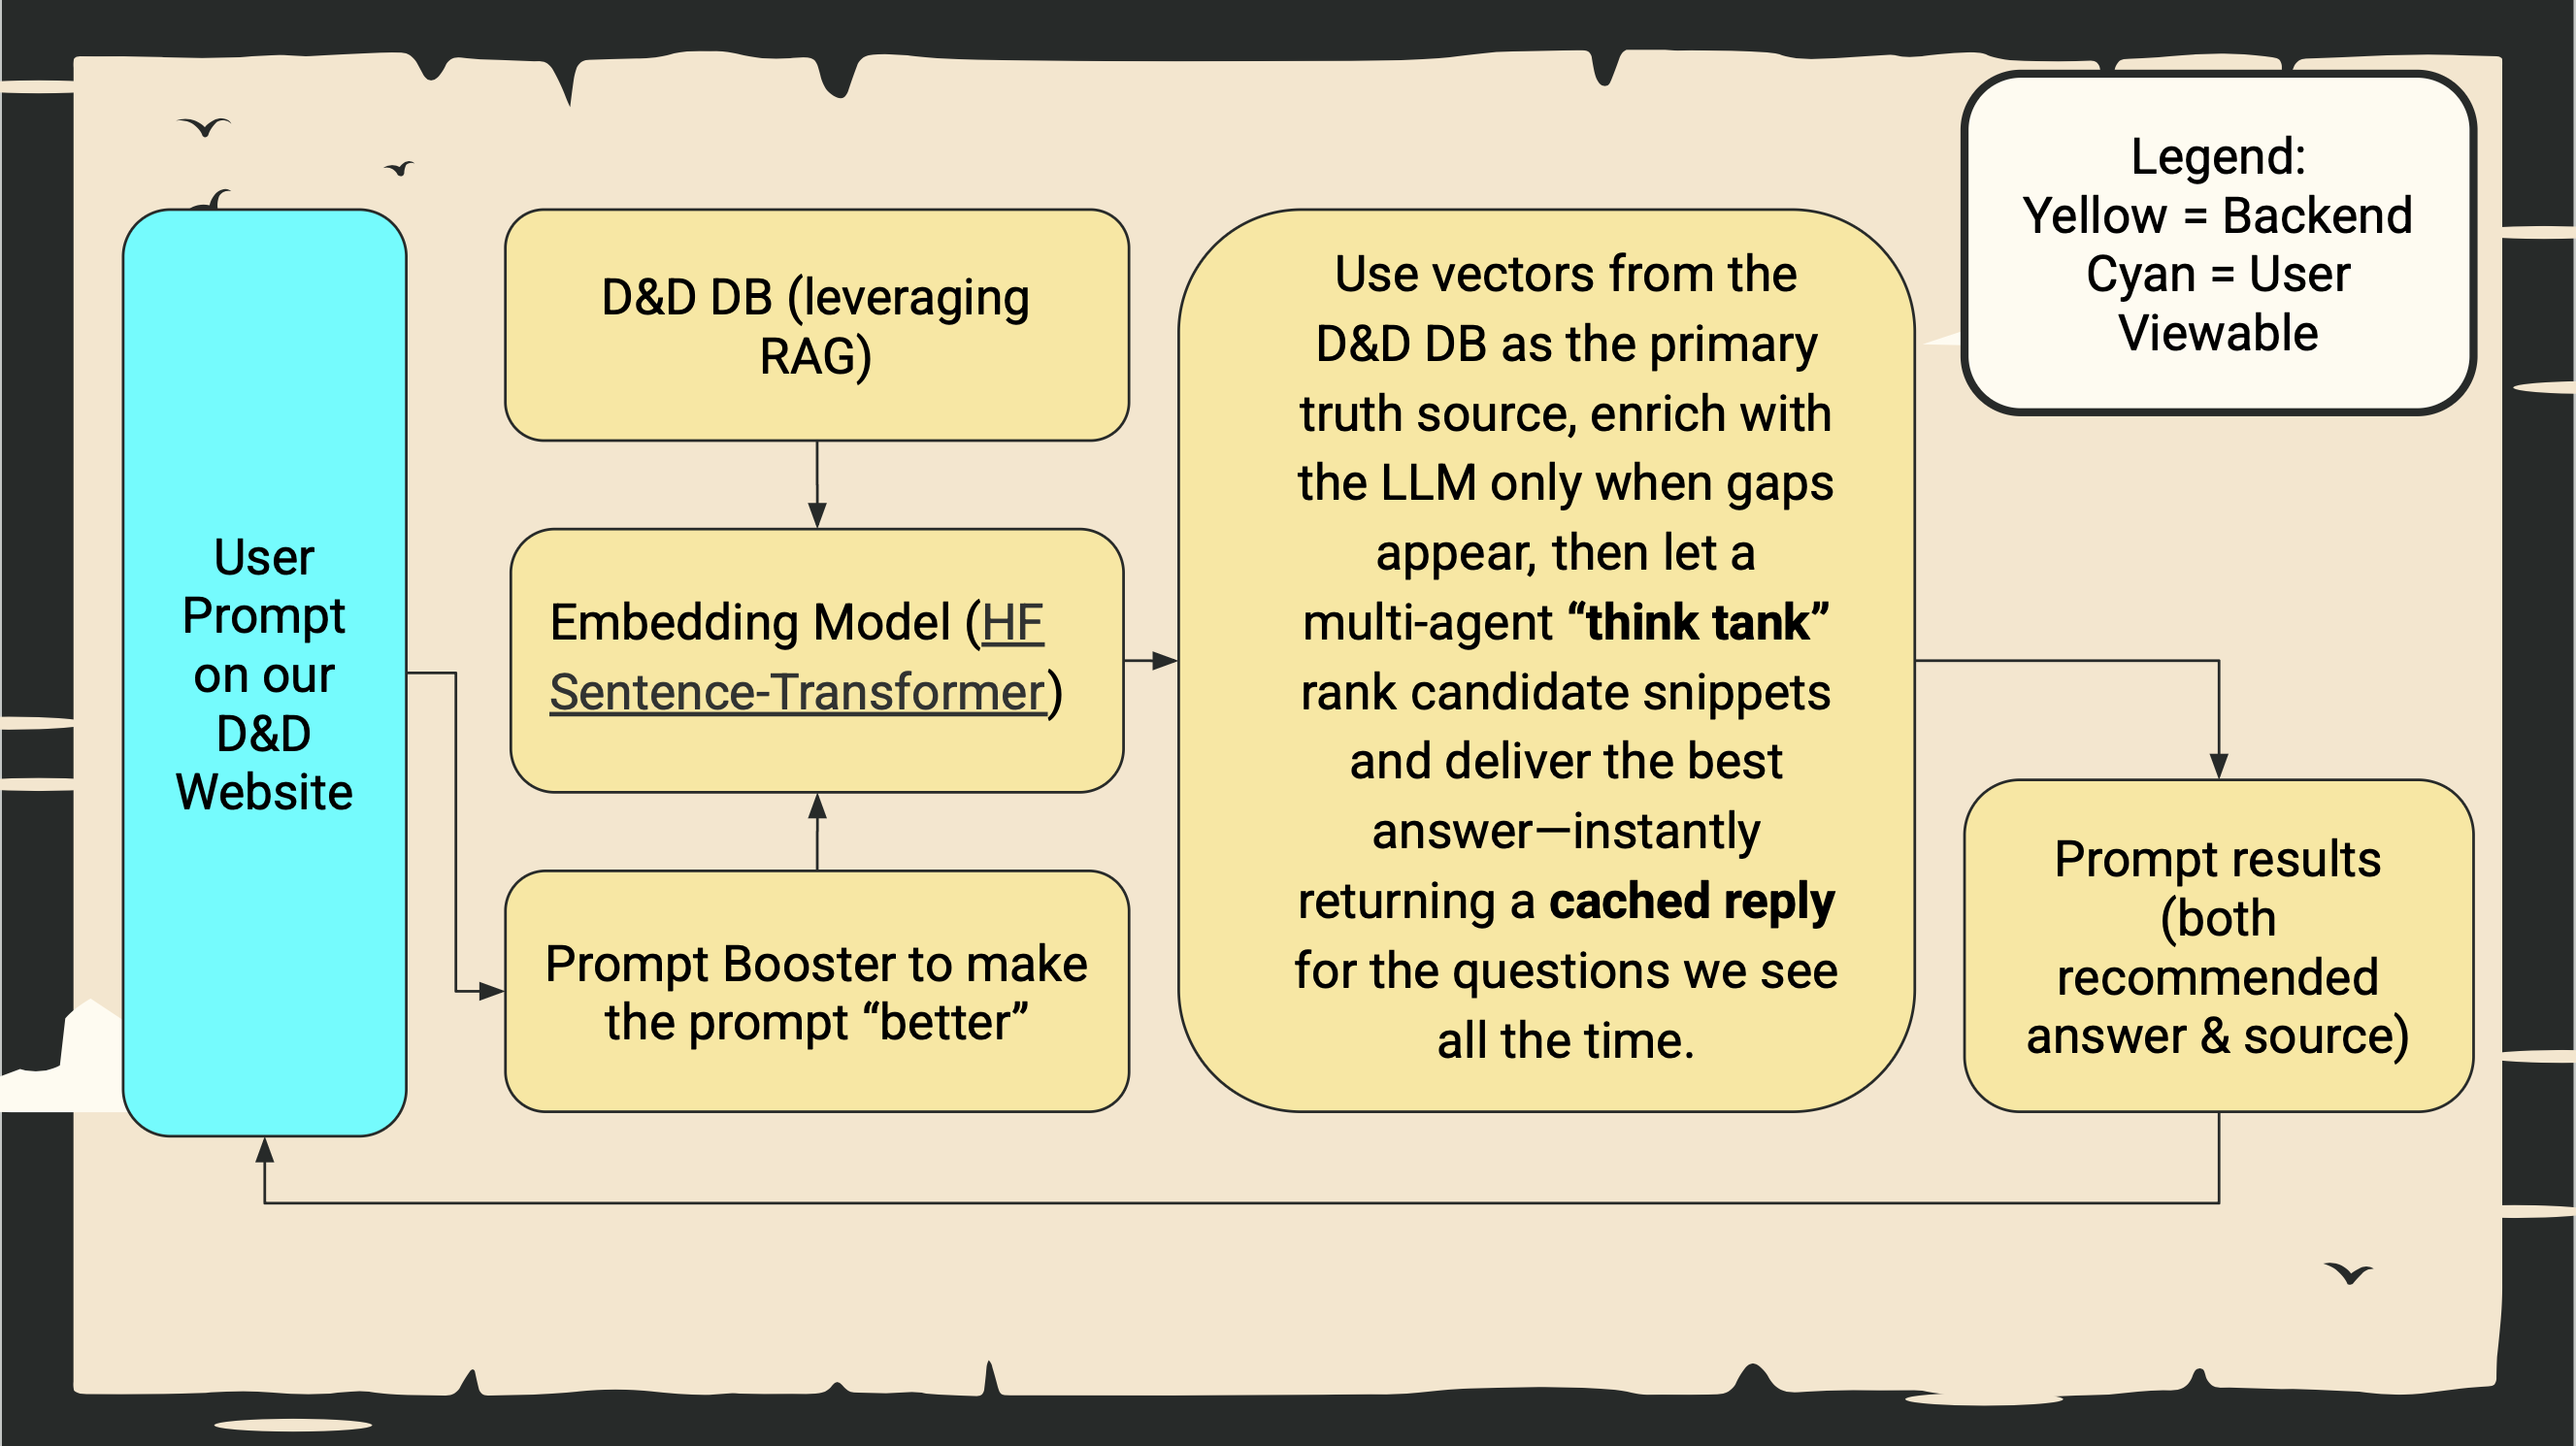 Legend:
Yellow = Backend
Cyan = User
Viewable
User
Prompt
on our
D&D
Website
D&D DB (leveraging
RAG)
Embedding Model (HF
Sentence-Transformer)
Prompt Booster to make
the prompt “better”
Use vectors from the
D&D DB as the primary
truth source, enrich with
the LLM only when gaps
appear, then let a
multi-agent “think tank”
rank candidate snippets
and deliver the best
answer—instantly
returning a cached reply
for the questions we see
all the time.
Prompt results
(both
recommended
answer & source)